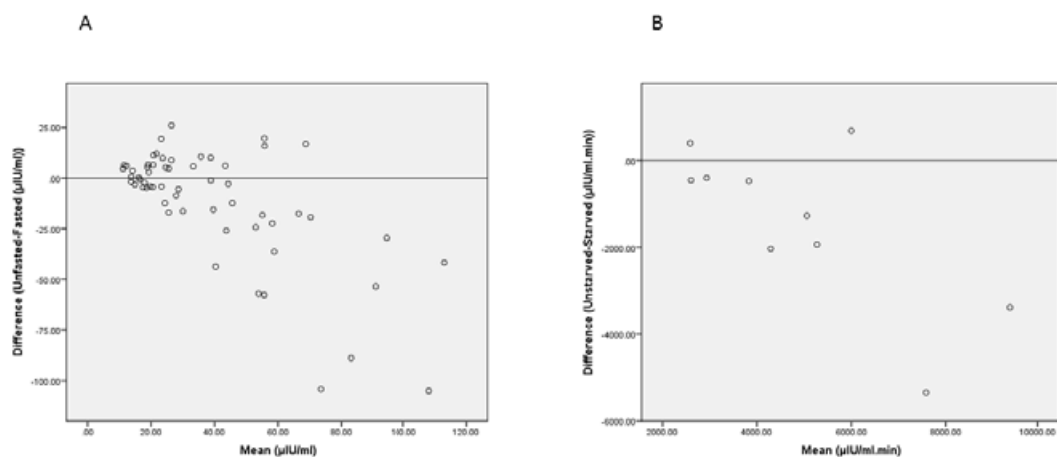 A
B
Difference (Unfasted-Fasted (µIU/ml))
25.00
.00
-25.00
-50.00
-75.00
-100.00
.00 20.00 40.00 60.00 80.00 100.00 120.00
Mean (µIU/ml)
Difference (Unstarved-Starved (µIU/ml.min))
.00
-2000.00
-4000.00
-6000.00
2000.00 4000.00 6000.00 8000.00 10000.00
Mean (µIU/ml.min)